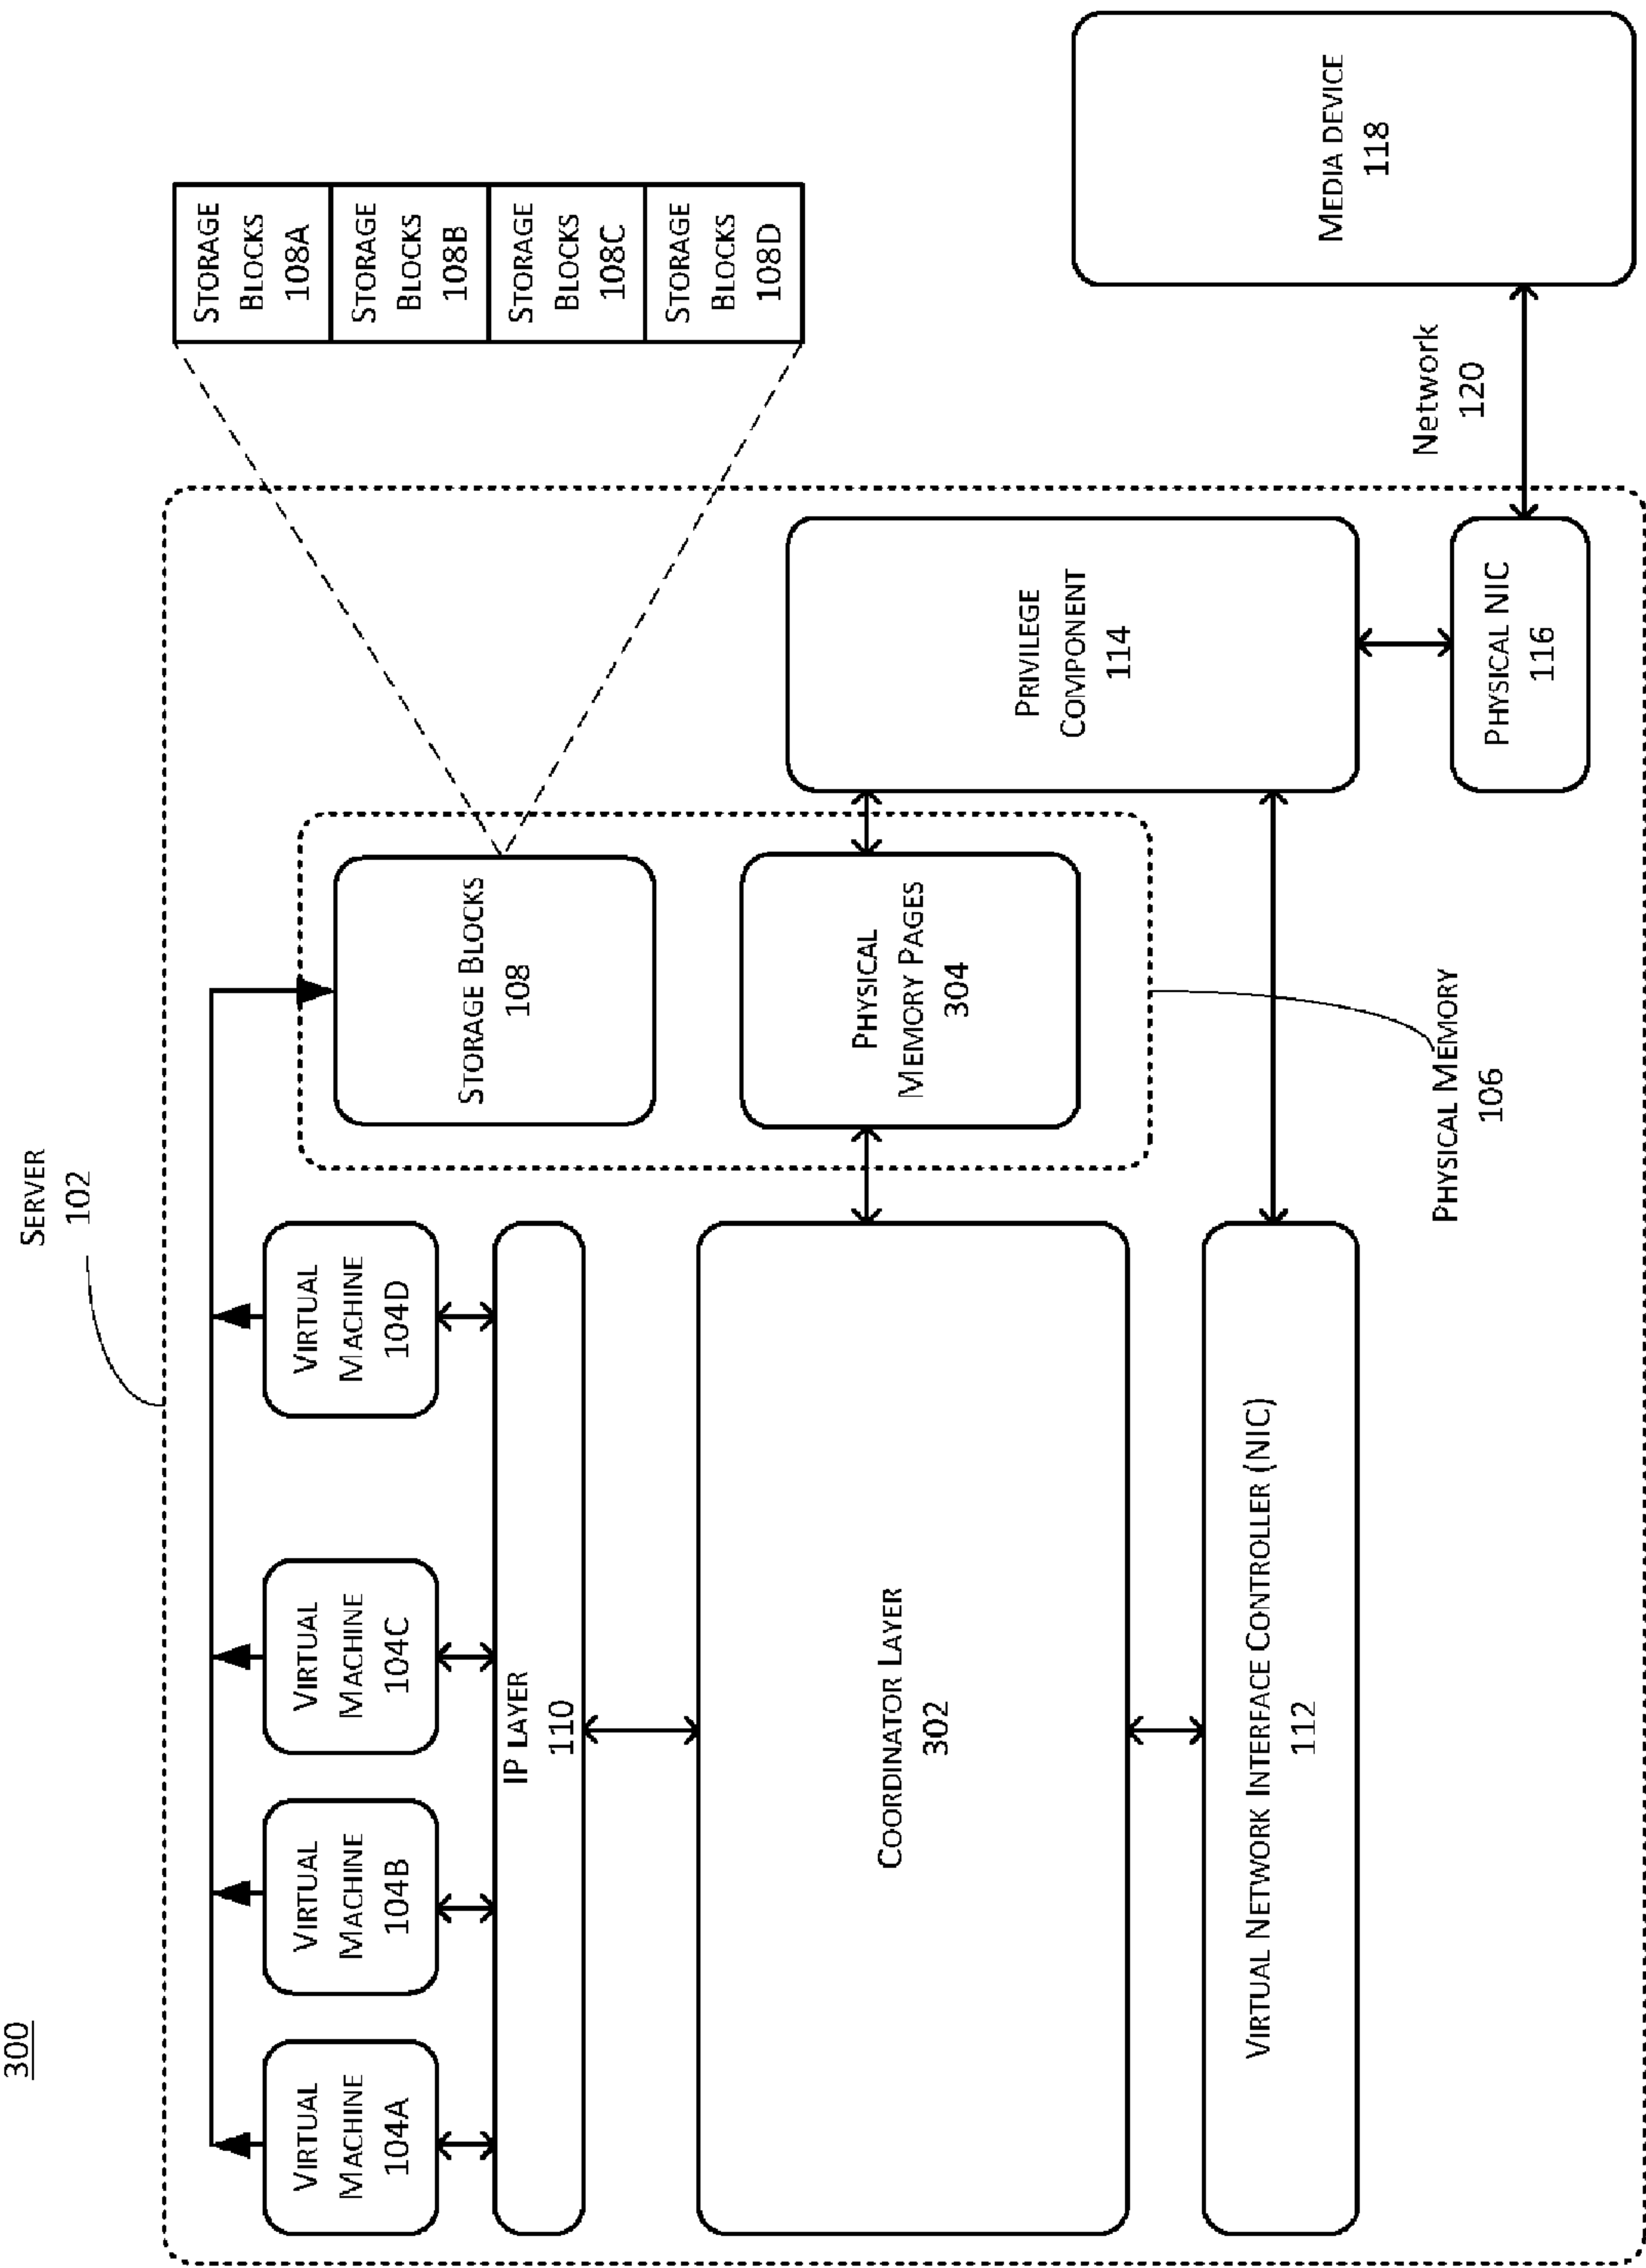 300
SERVER
102
VIRTUAL
MACHINE
104A
VIRTUAL
MACHINE
104B
VIRTUAL
MACHINE
104C
VIRTUAL
MACHINE
104D
IP LAYER
110
COORDINATOR LAYER
302
VIRTUAL NETWORK INTERFACE CONTROLLER (NIC)
112
STORAGE BLOCKS
108
PHYSICAL
MEMORY PAGES
304
PHYSICAL MEMORY
106
STORAGE
BLOCKS
108A
STORAGE
BLOCKS
108B
STORAGE
BLOCKS
108C
STORAGE
BLOCKS
108D
PRIVILEGE
COMPONENT
114
PHYSICAL NIC
116
Network
120
MEDIA DEVICE
118